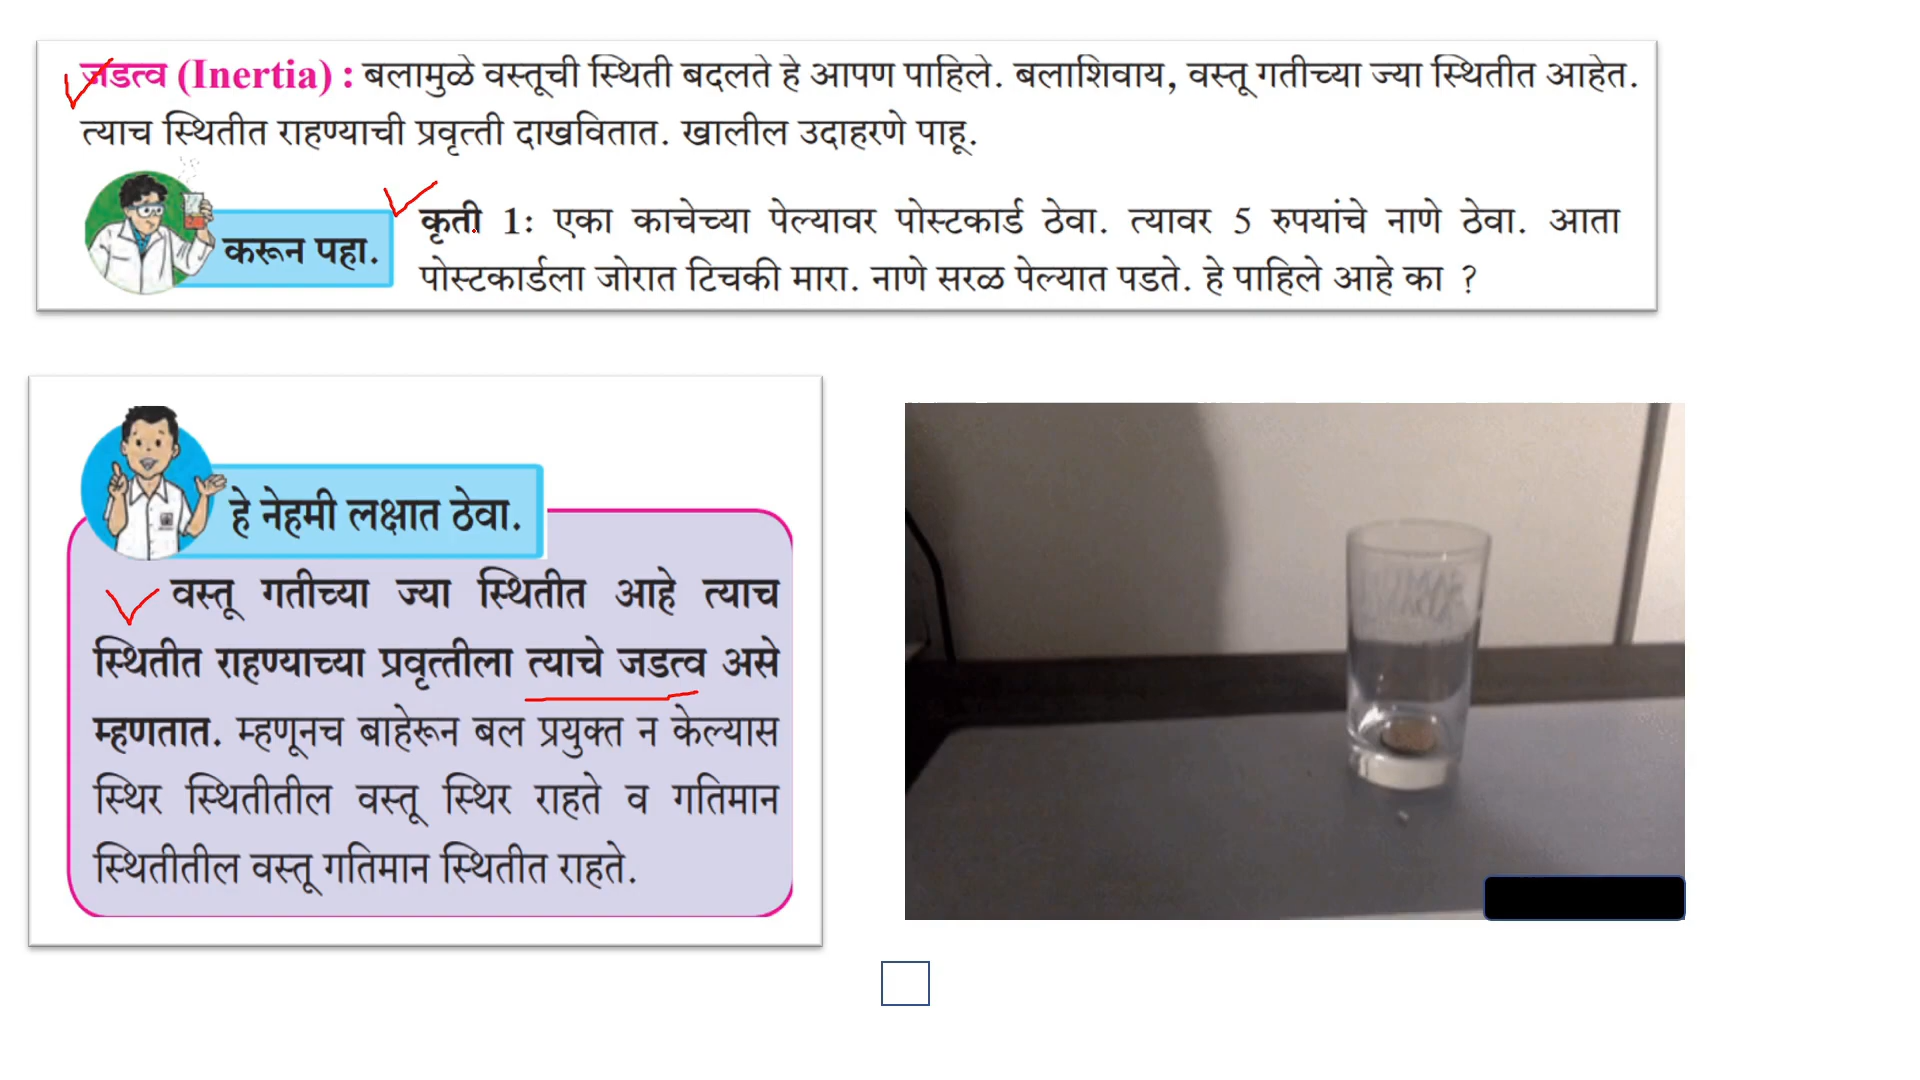 जडत्व (Inertia) : बलामुळे वस्तूची स्थिती बदलते हे आपण पाहिले. बलाशिवाय, वस्तू गतीच्या ज्या स्थितीत आहेत.
त्याच स्थितीत राहण्याची प्रवृत्ती दाखवितात. खालील उदाहरणे पाहू.
करून पहा.
कृती 1: एका काचेच्या पेल्यावर पोस्टकार्ड ठेवा. त्यावर 5 रुपयांचे नाणे ठेवा. आता
पोस्टकार्डला जोरात टिचकी मारा. नाणे सरळ पेल्यात पडते. हे पाहिले आहे का ?
हे नेहमी लक्षात ठेवा.
वस्तू गतीच्या ज्या स्थितीत आहे त्याच
स्थितीत राहण्याच्या प्रवृत्तीला त्याचे जडत्व असे
म्हणतात. म्हणूनच बाहेरून बल प्रयुक्त न केल्यास
स्थिर स्थितीतील वस्तू स्थिर राहते व गतिमान
स्थितीतील वस्तू गतिमान स्थितीत राहते.